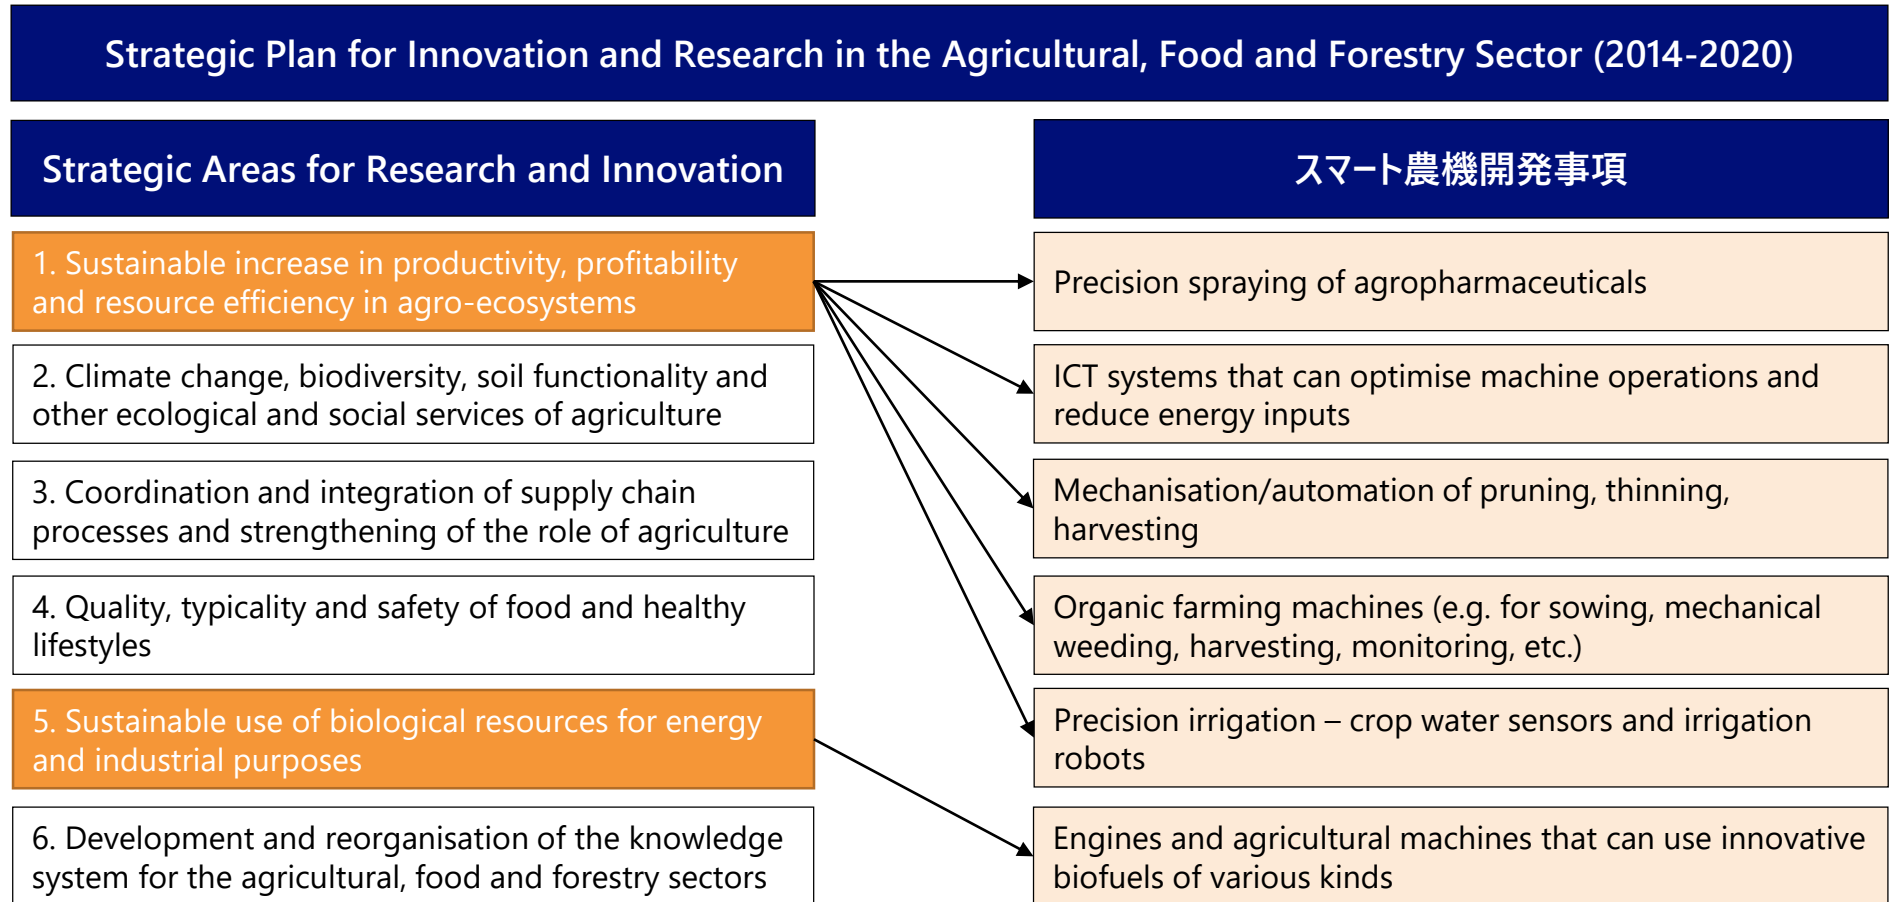 Strategic Plan for Innovation and Research in the Agricultural, Food and Forestry Sector (2014-2020)
Strategic Areas for Research and Innovation
1. Sustainable increase in productivity, profitability
and resource efficiency in agro-ecosystems
2. Climate change, biodiversity, soil functionality and
other ecological and social services of agriculture
3. Coordination and integration of supply chain
processes and strengthening of the role of agriculture
4. Quality, typicality and safety of food and healthy
lifestyles
5. Sustainable use of biological resources for energy
and industrial purposes
6. Development and reorganisation of the knowledge
system for the agricultural, food and forestry sectors
スマート農機開発事項
Precision spraying of agropharmaceuticals
ICT systems that can optimise machine operations and
reduce energy inputs
Mechanisation/automation of pruning, thinning,
harvesting
Organic farming machines (e.g. for sowing, mechanical
weeding, harvesting, monitoring, etc.)
Precision irrigation – crop water sensors and irrigation
robots
Engines and agricultural machines that can use innovative
biofuels of various kinds